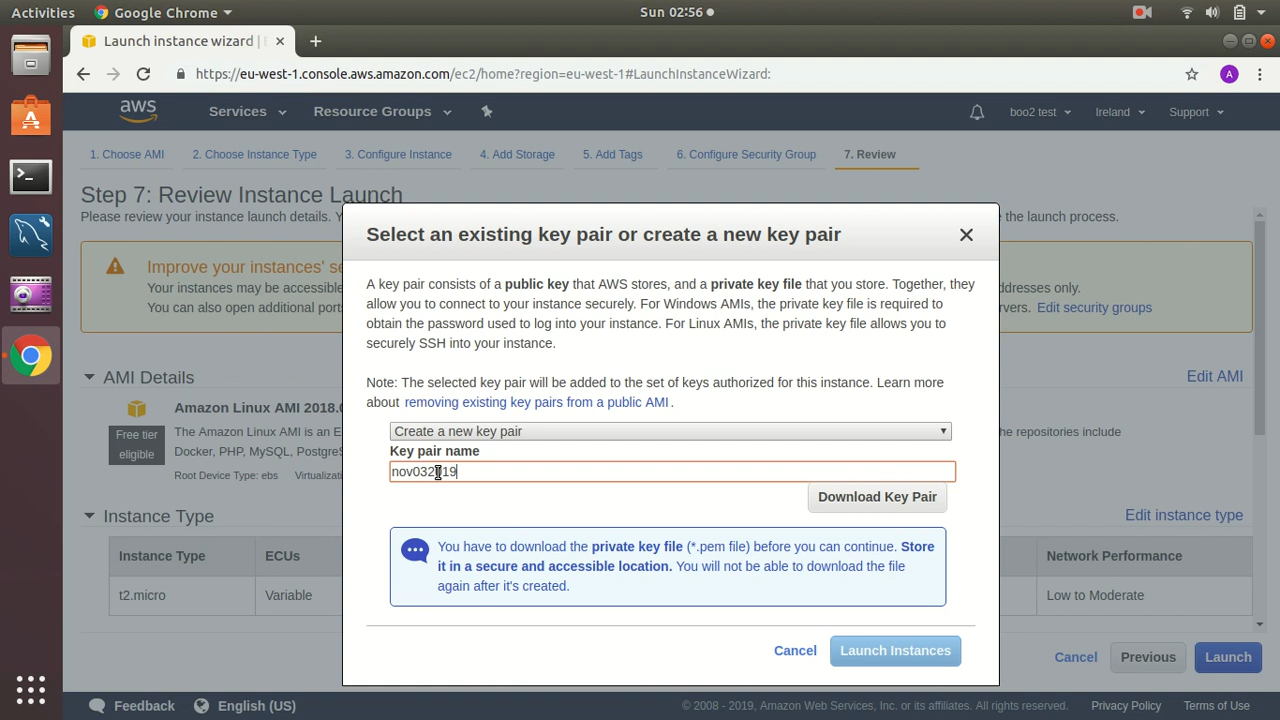 Activities
Google Chrome
Sun 02:56
Launch instance wizard |
https://eu-west-1.console.aws.amazon.com/ec2/home?region=eu-west-1#LaunchInstanceWizard:
A
aws
Services
Resource Groups
boo2 test
Ireland
Support
1. Choose AMI
2. Choose Instance Type
3. Configure Instance
4. Add Storage
5. Add Tags
6. Configure Security Group
7. Review
Step 7: Review Instance Launch
Please review your instance launch details. Y
the launch process.
Improve your instances' se
Your instances may be accessible
addresses only.
You can also open additional port
Edit security groups
Select an existing key pair or create a new key pair
A key pair consists of a public key that AWS stores, and a private key file that you store. Together, they
allow you to connect to your instance securely. For Windows AMIs, the private key file is required to
obtain the password used to log into your instance. For Linux AMIs, the private key file allows you to
securely SSH into your instance.
Note: The selected key pair will be added to the set of keys authorized for this instance. Learn more
about removing existing key pairs from a public AMI .
Create a new key pair
Key pair name
nov032019
Download Key Pair
You have to download the private key file (*.pem file) before you can continue. Store
it in a secure and accessible location. You will not be able to download the file
again after it's created.
Cancel
Launch Instances
AMI Details
Edit AMI
Amazon Linux AMI 2018.0
Free tier
eligible
The Amazon Linux AMI is an E
he repositories include
Docker, PHP, MySQL, Postgre
Root Device Type: ebs
Virtualiz
Instance Type
Edit instance type
Instance Type
ECUs
Network Performance
t2.micro
Variable
Low to Moderate
Cancel
Previous
Launch
Feedback
English (US)
© 2008 - 2019, Amazon Web Services, Inc. or its affiliates. All rights reserved.
Privacy Policy
Terms of Use